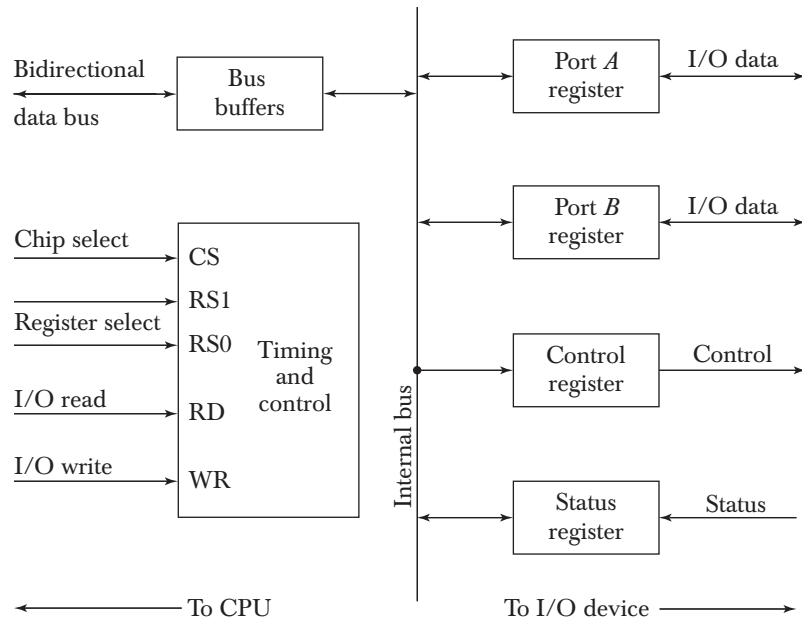 Bidirectional
data bus
Bus
buffers
Port A
register
I/O data
Port B
register
I/O data
Chip select
CS
RS1
Register select
RS0
Timing
and
control
I/O read
RD
I/O write
WR
Internal bus
Control
register
Control
Status
register
Status
To CPU
To I/O device